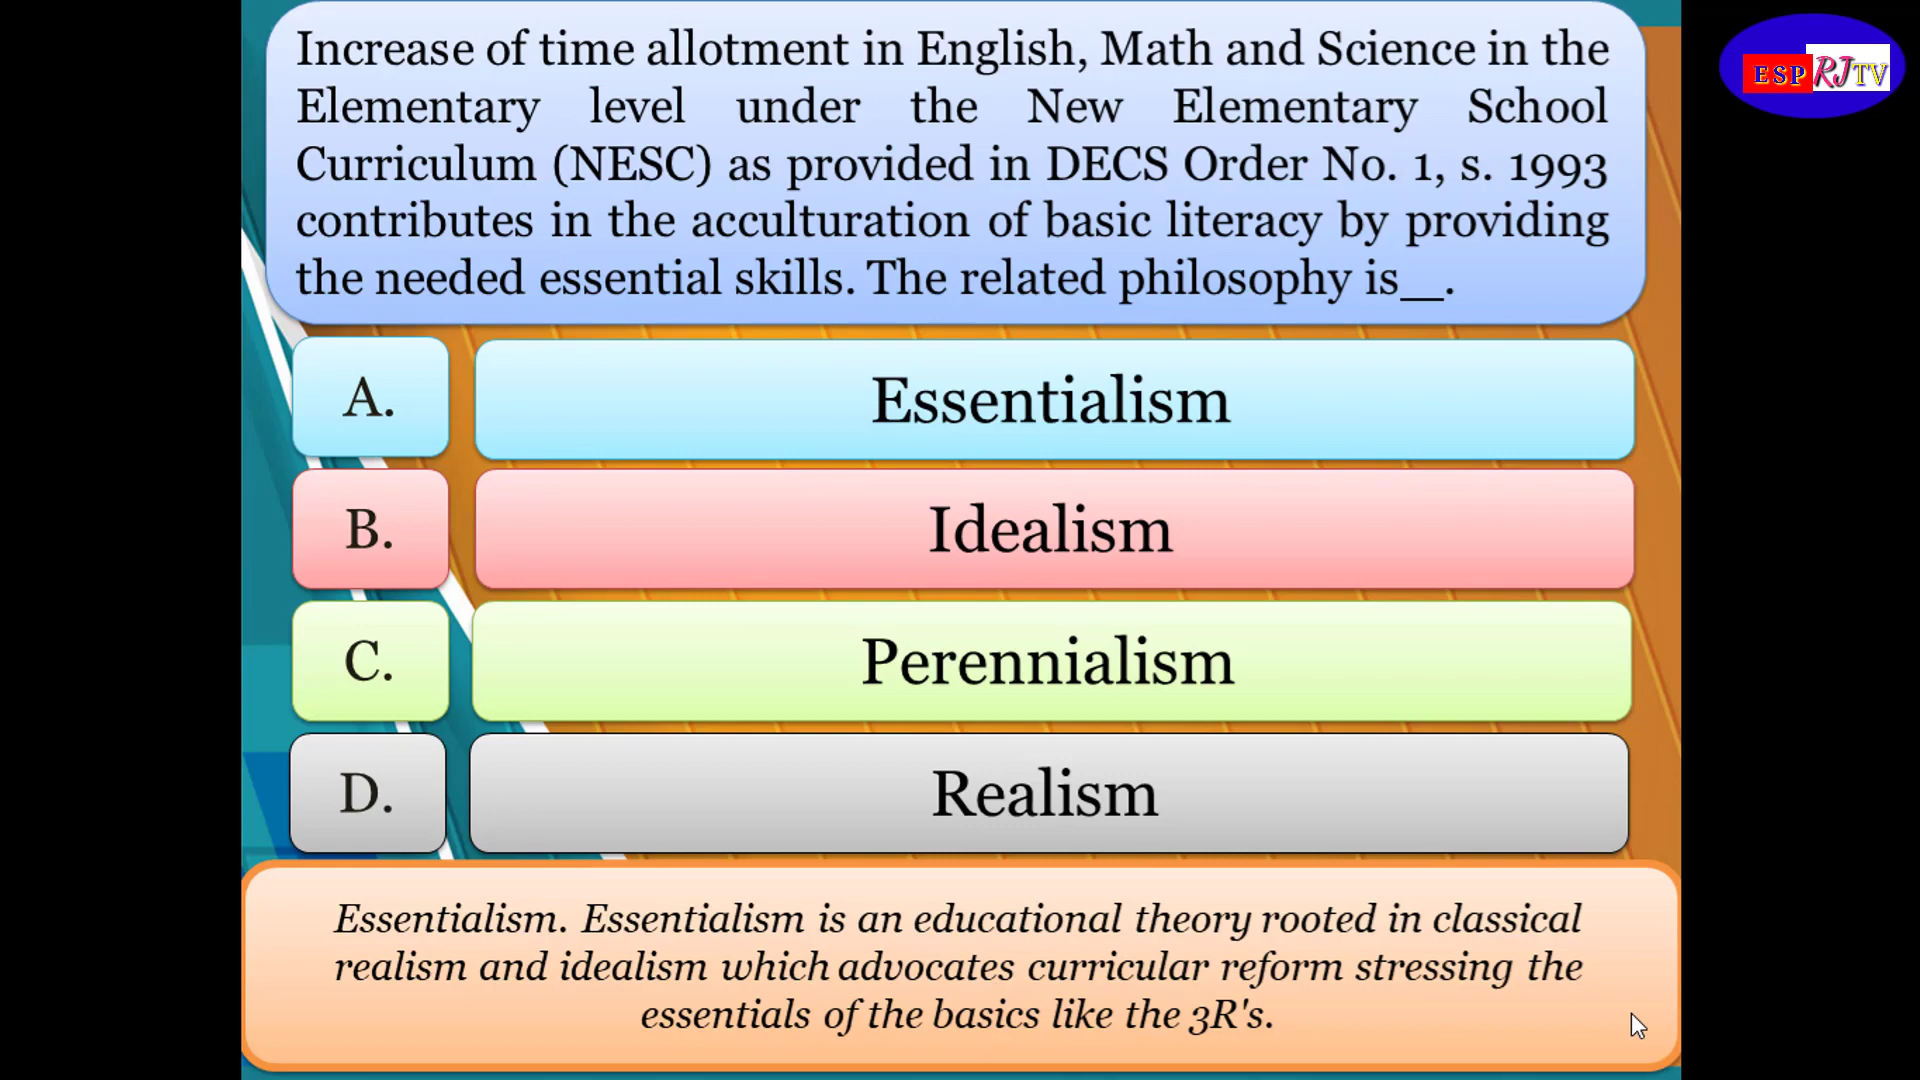 Increase of time allotment in English, Math and Science in the
Elementary level under the New Elementary School
Curriculum (NESC) as provided in DECS Order No. 1, s. 1993
contributes in the acculturation of basic literacy by providing
the needed essential skills. The related philosophy is__.
ESP RJTV
A. Essentialism
B. Idealism
C. Perennialism
D. Realism
Essentialism. Essentialism is an educational theory rooted in classical
realism and idealism which advocates curricular reform stressing the
essentials of the basics like the 3R's.